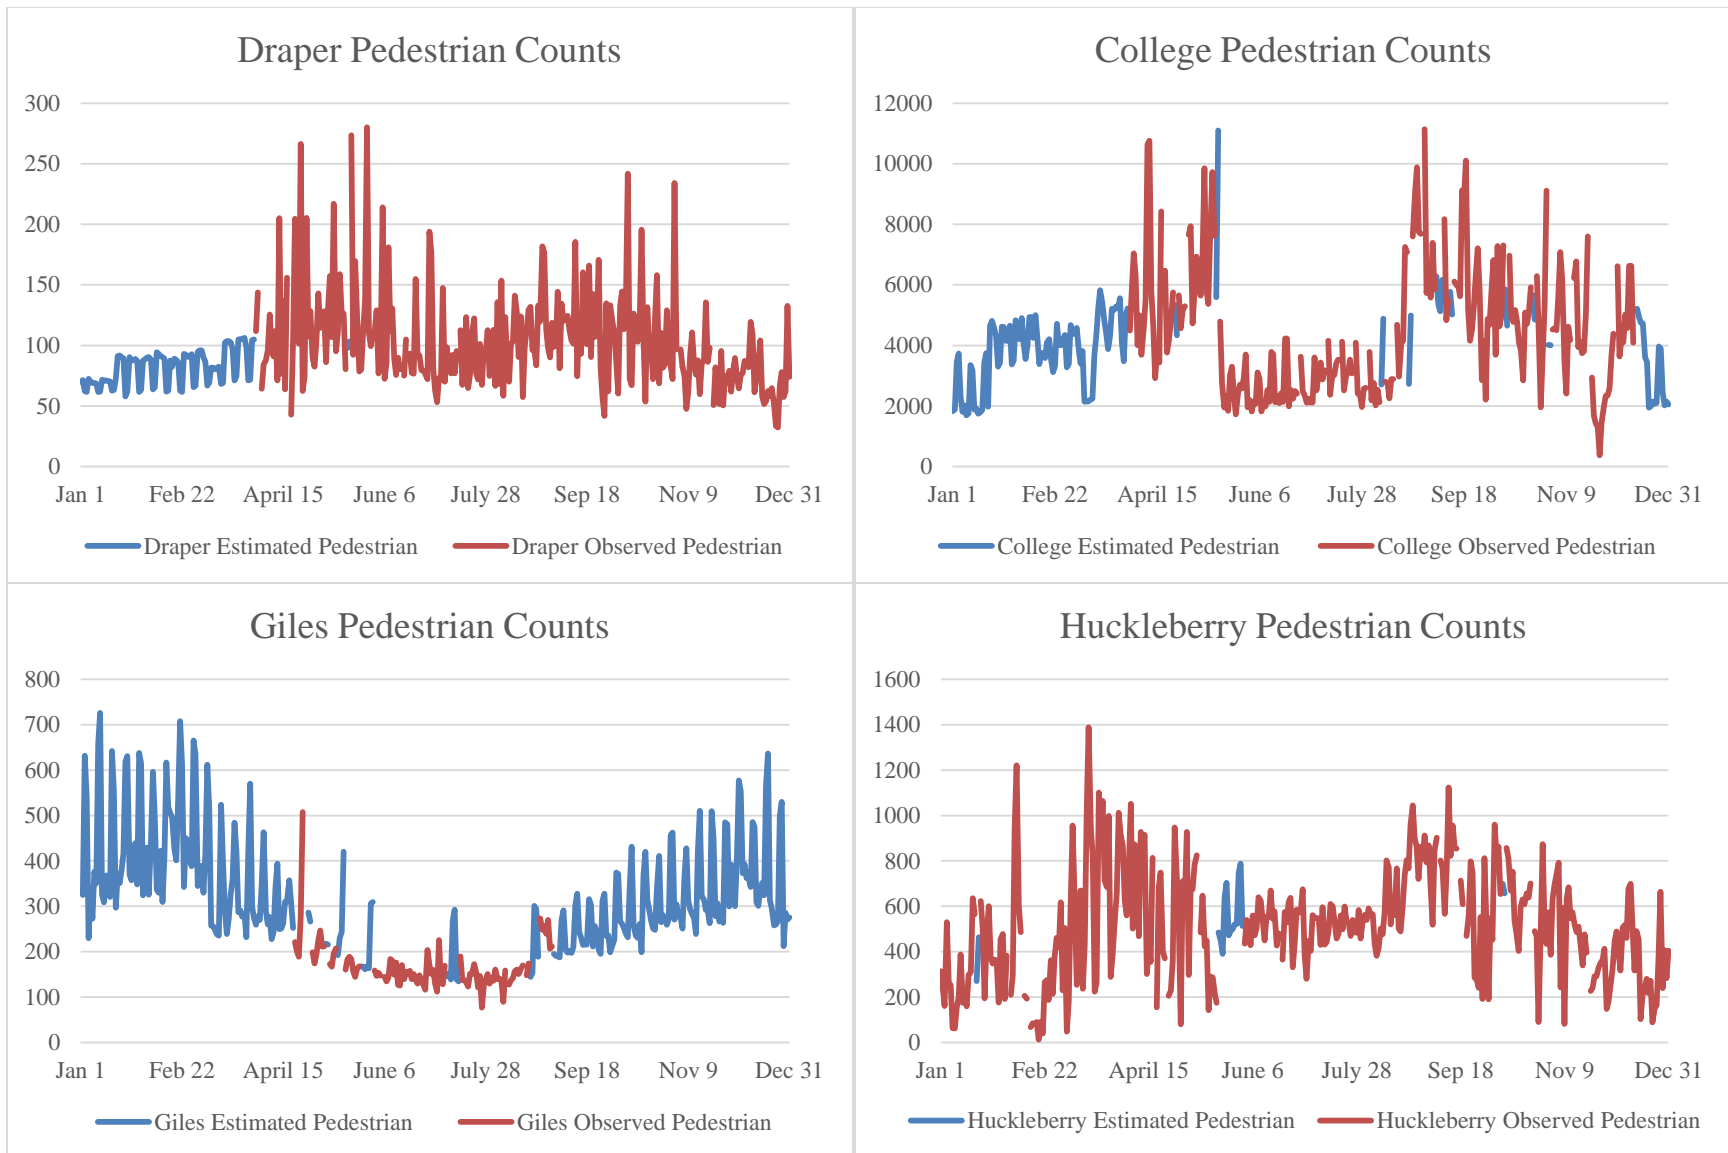 Draper Pedestrian Counts
300
250
200
150
100
50
0
Jan 1 Feb 22 April 15 June 6 July 28 Sep 18 Nov 9 Dec 31
Draper Estimated Pedestrian Draper Observed Pedestrian
College Pedestrian Counts
12000
10000
8000
6000
4000
2000
0
Jan 1 Feb 22 April 15 June 6 July 28 Sep 18 Nov 9 Dec 31
College Estimated Pedestrian College Observed Pedestrian
Giles Pedestrian Counts
800
700
600
500
400
300
200
100
0
Jan 1 Feb 22 April 15 June 6 July 28 Sep 18 Nov 9 Dec 31
Giles Estimated Pedestrian Giles Observed Pedestrian
Huckleberry Pedestrian Counts
1600
1400
1200
1000
800
600
400
200
0
Jan 1 Feb 22 April 15 June 6 July 28 Sep 18 Nov 9 Dec 31
Huckleberry Estimated Pedestrian Huckleberry Observed Pedestrian